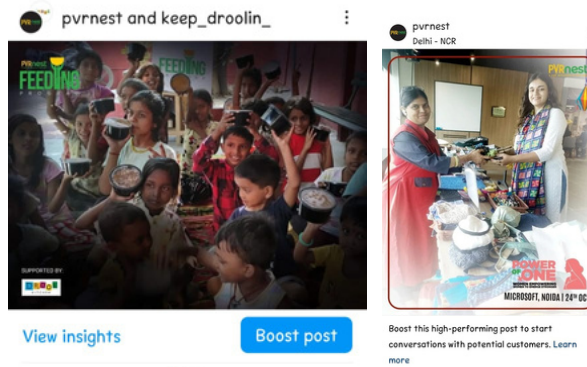 pvrnest and keep_droolin_
PVRnest
FEEDING
FEEDING
SUPPORTED BY:
View insights
Boost post
pvrnest
Delhi - NCR
PVRnest
POWER
OF ONE
MICROSOFT, NOIDA | 24TH OC
Boost this high-performing post to start
conversations with potential customers. Learn
more